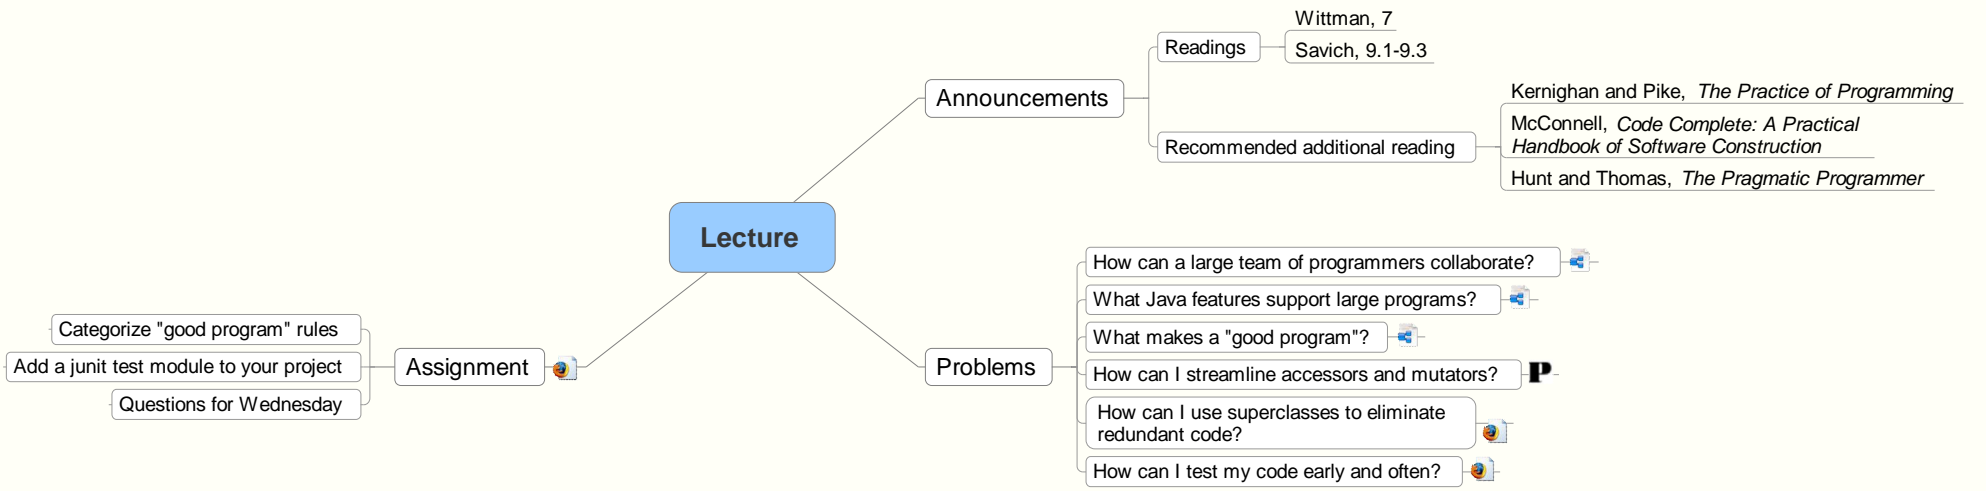 Wittman, 7
Readings
Savich, 9.1-9.3
Announcements
Kernighan and Pike, The Practice of Programming
McConnell, Code Complete: A Practical
Handbook of Software Construction
Recommended additional reading
Hunt and Thomas, The Pragmatic Programmer
Lecture
How can a large team of programmers collaborate?
What Java features support large programs?
What makes a "good program"?
Problems
How can I streamline accessors and mutators?
P
How can I use superclasses to eliminate
redundant code?
How can I test my code early and often?
Assignment
Categorize "good program" rules
Add a junit test module to your project
Questions for Wednesday